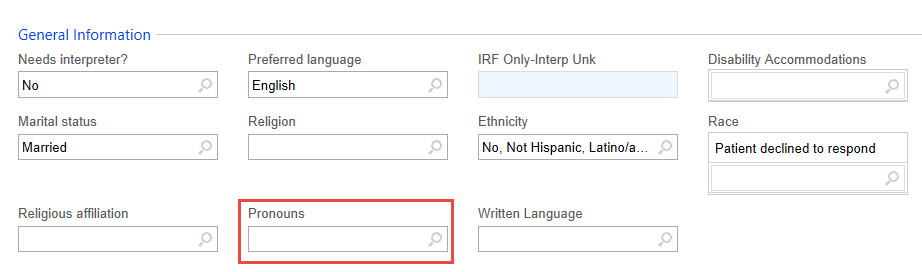 General Information
Needs interpreter?
Preferred language
IRF Only-Interp Unk
Disability Accommodations
No
English
Marital status
Religion
Ethnicity
Race
Married
No, Not Hispanic, Latino/a...
Patient declined to respond
Religious affiliation
Pronouns
Written Language